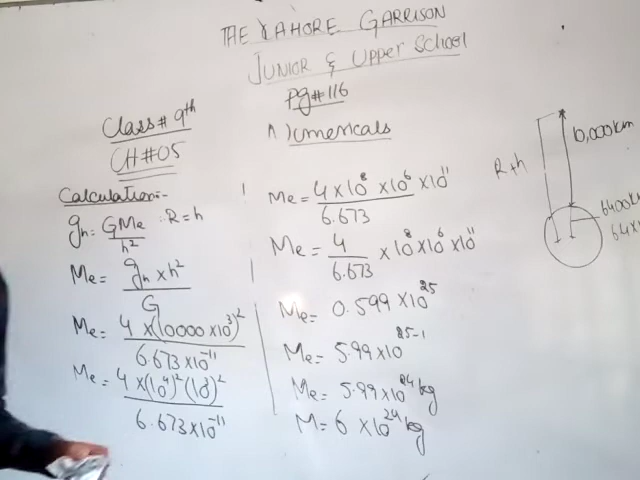 THE LAHORE GARRISON
JUNIOR & Upper School
Pg#116
Class# 9th
CH#05
Numericals
Calculation:-
gₕ = GMe/h² ∵ R=h
Me = gₕ × h²/G
Me = 4 × (10000 × 10³)²/6.673 × 10⁻¹¹
Me = 4 × (10⁴)² (10³)²/6.673 × 10⁻¹¹
Me = 4 × 10⁸ × 10⁶ × 10¹¹/6.673
Me = 4/6.673 × 10⁸ × 10⁶ × 10¹¹
Me = 0.599 × 10²⁵
Me = 5.99 × 10²⁵⁻¹
Me = 5.99 × 10²⁴ kg
M = 6 × 10²⁴ kg
R+h
10,000km
6400km